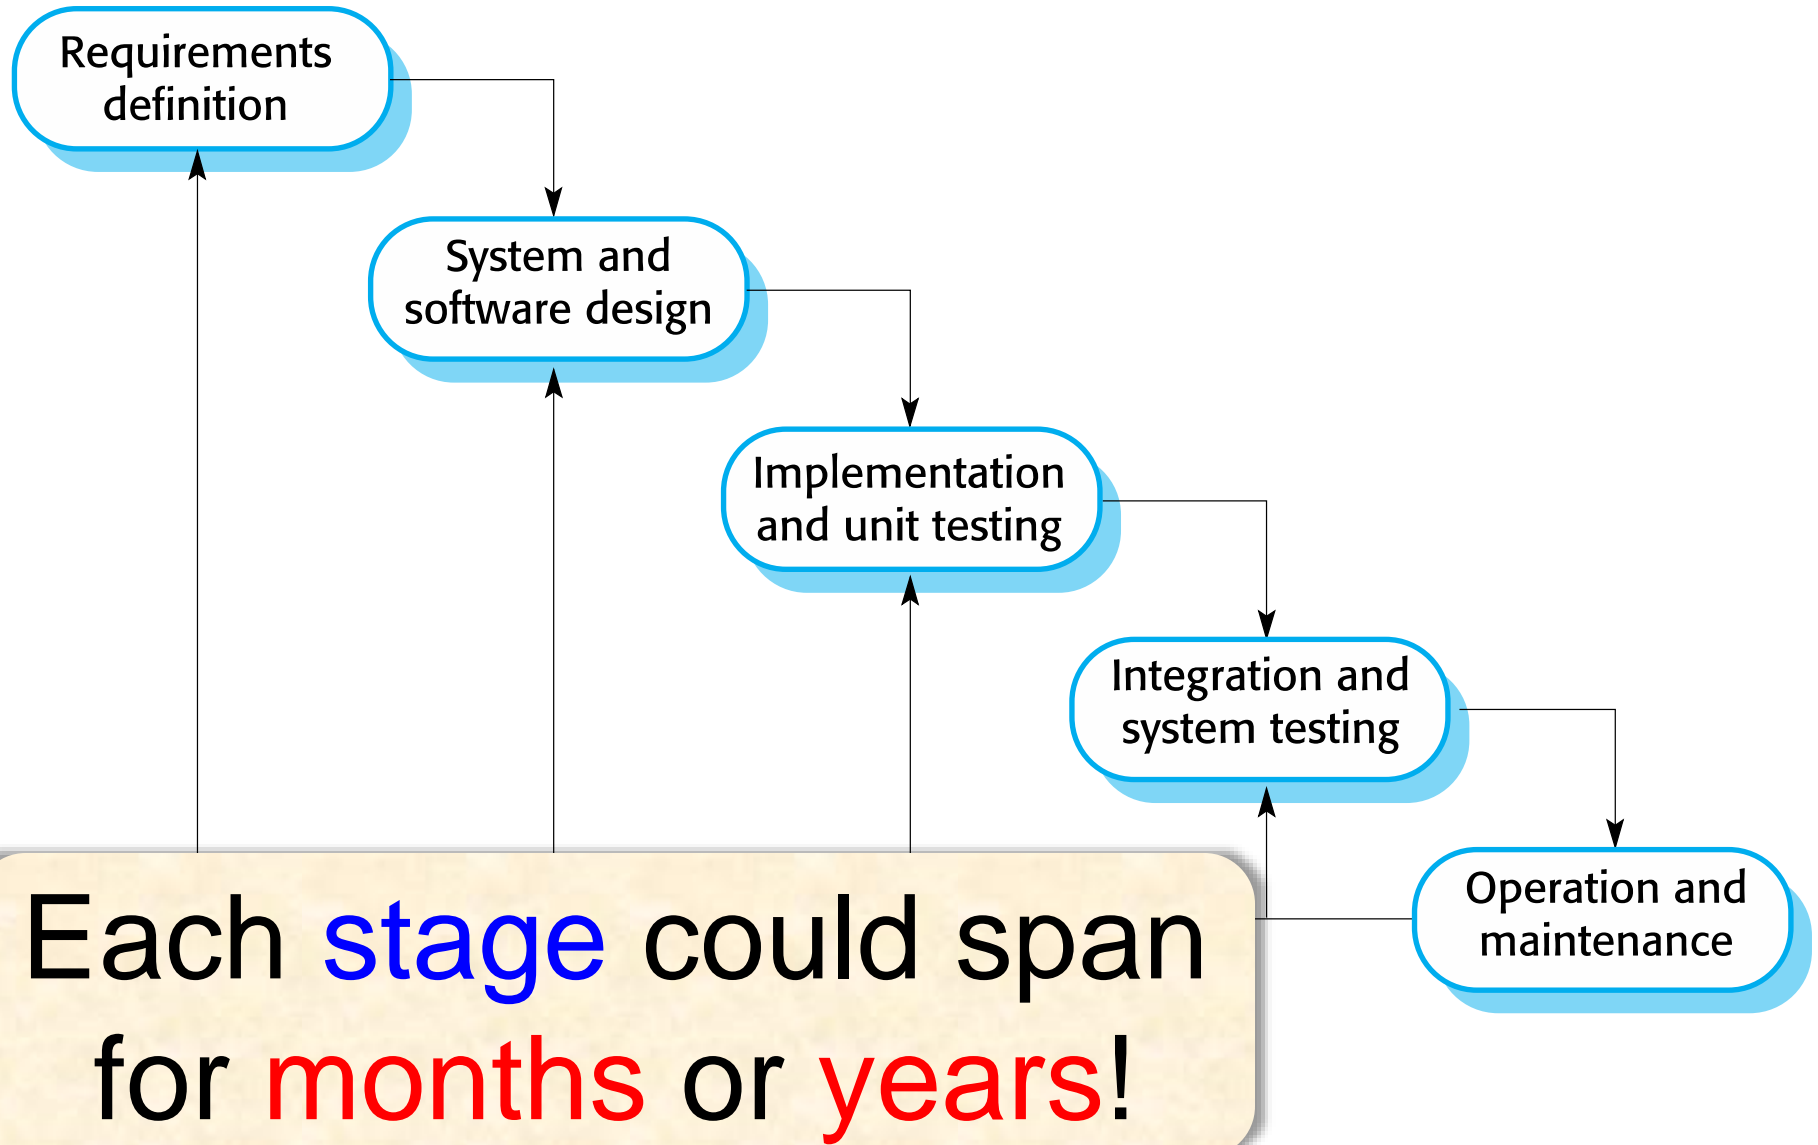 Requirements
definition
System and
software design
Implementation
and unit testing
Integration and
system testing
Operation and
maintenance
Each stage could span
for months or years!